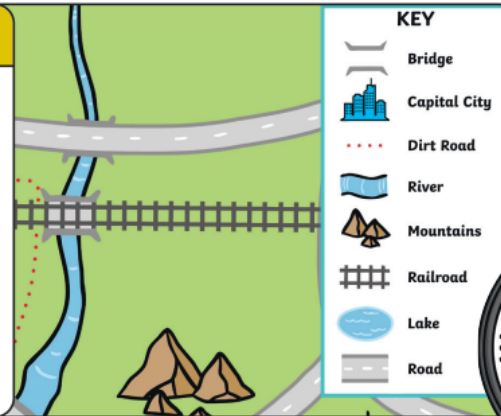 KEY
Bridge
Capital City
Dirt Road
River
Mountains
Railroad
Lake
Road